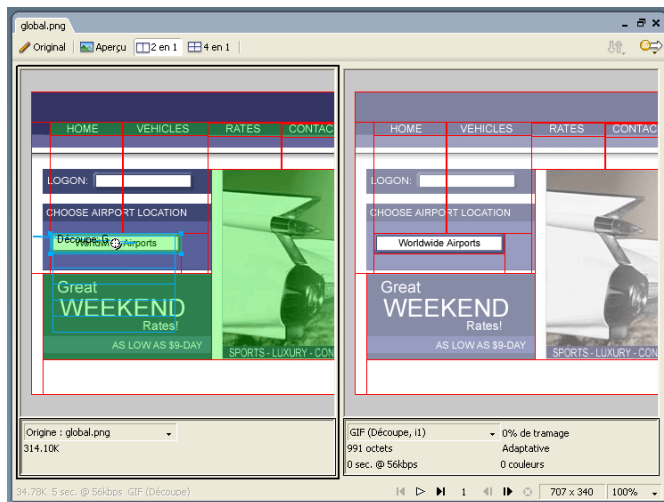 global.png
Original Aperçu 2 en 1 4 en 1
HOME VEHICLES RATES CONTAC
LOGON:
CHOOSE AIRPORT LOCATION
Découpe, G
Worldwide Airports
Great
WEEKEND
Rates!
AS LOW AS $9-DAY
SPORTS - LUXURY - CON
HOME VEHICLES RATES CONTAC
LOGON:
CHOOSE AIRPORT LOCATION
Worldwide Airports
Great
WEEKEND
Rates!
AS LOW AS $9-DAY
SPORTS - LUXURY - CON
Origine : global.png
314.10K
GIF (Découpe, i1) 0% de tramage
991 octets Adaptative
0 sec. @ 56kbps 0 couleurs
34.78K 5 sec. @ 56kbps GIF (Découpe) 1 707 x 340 100%